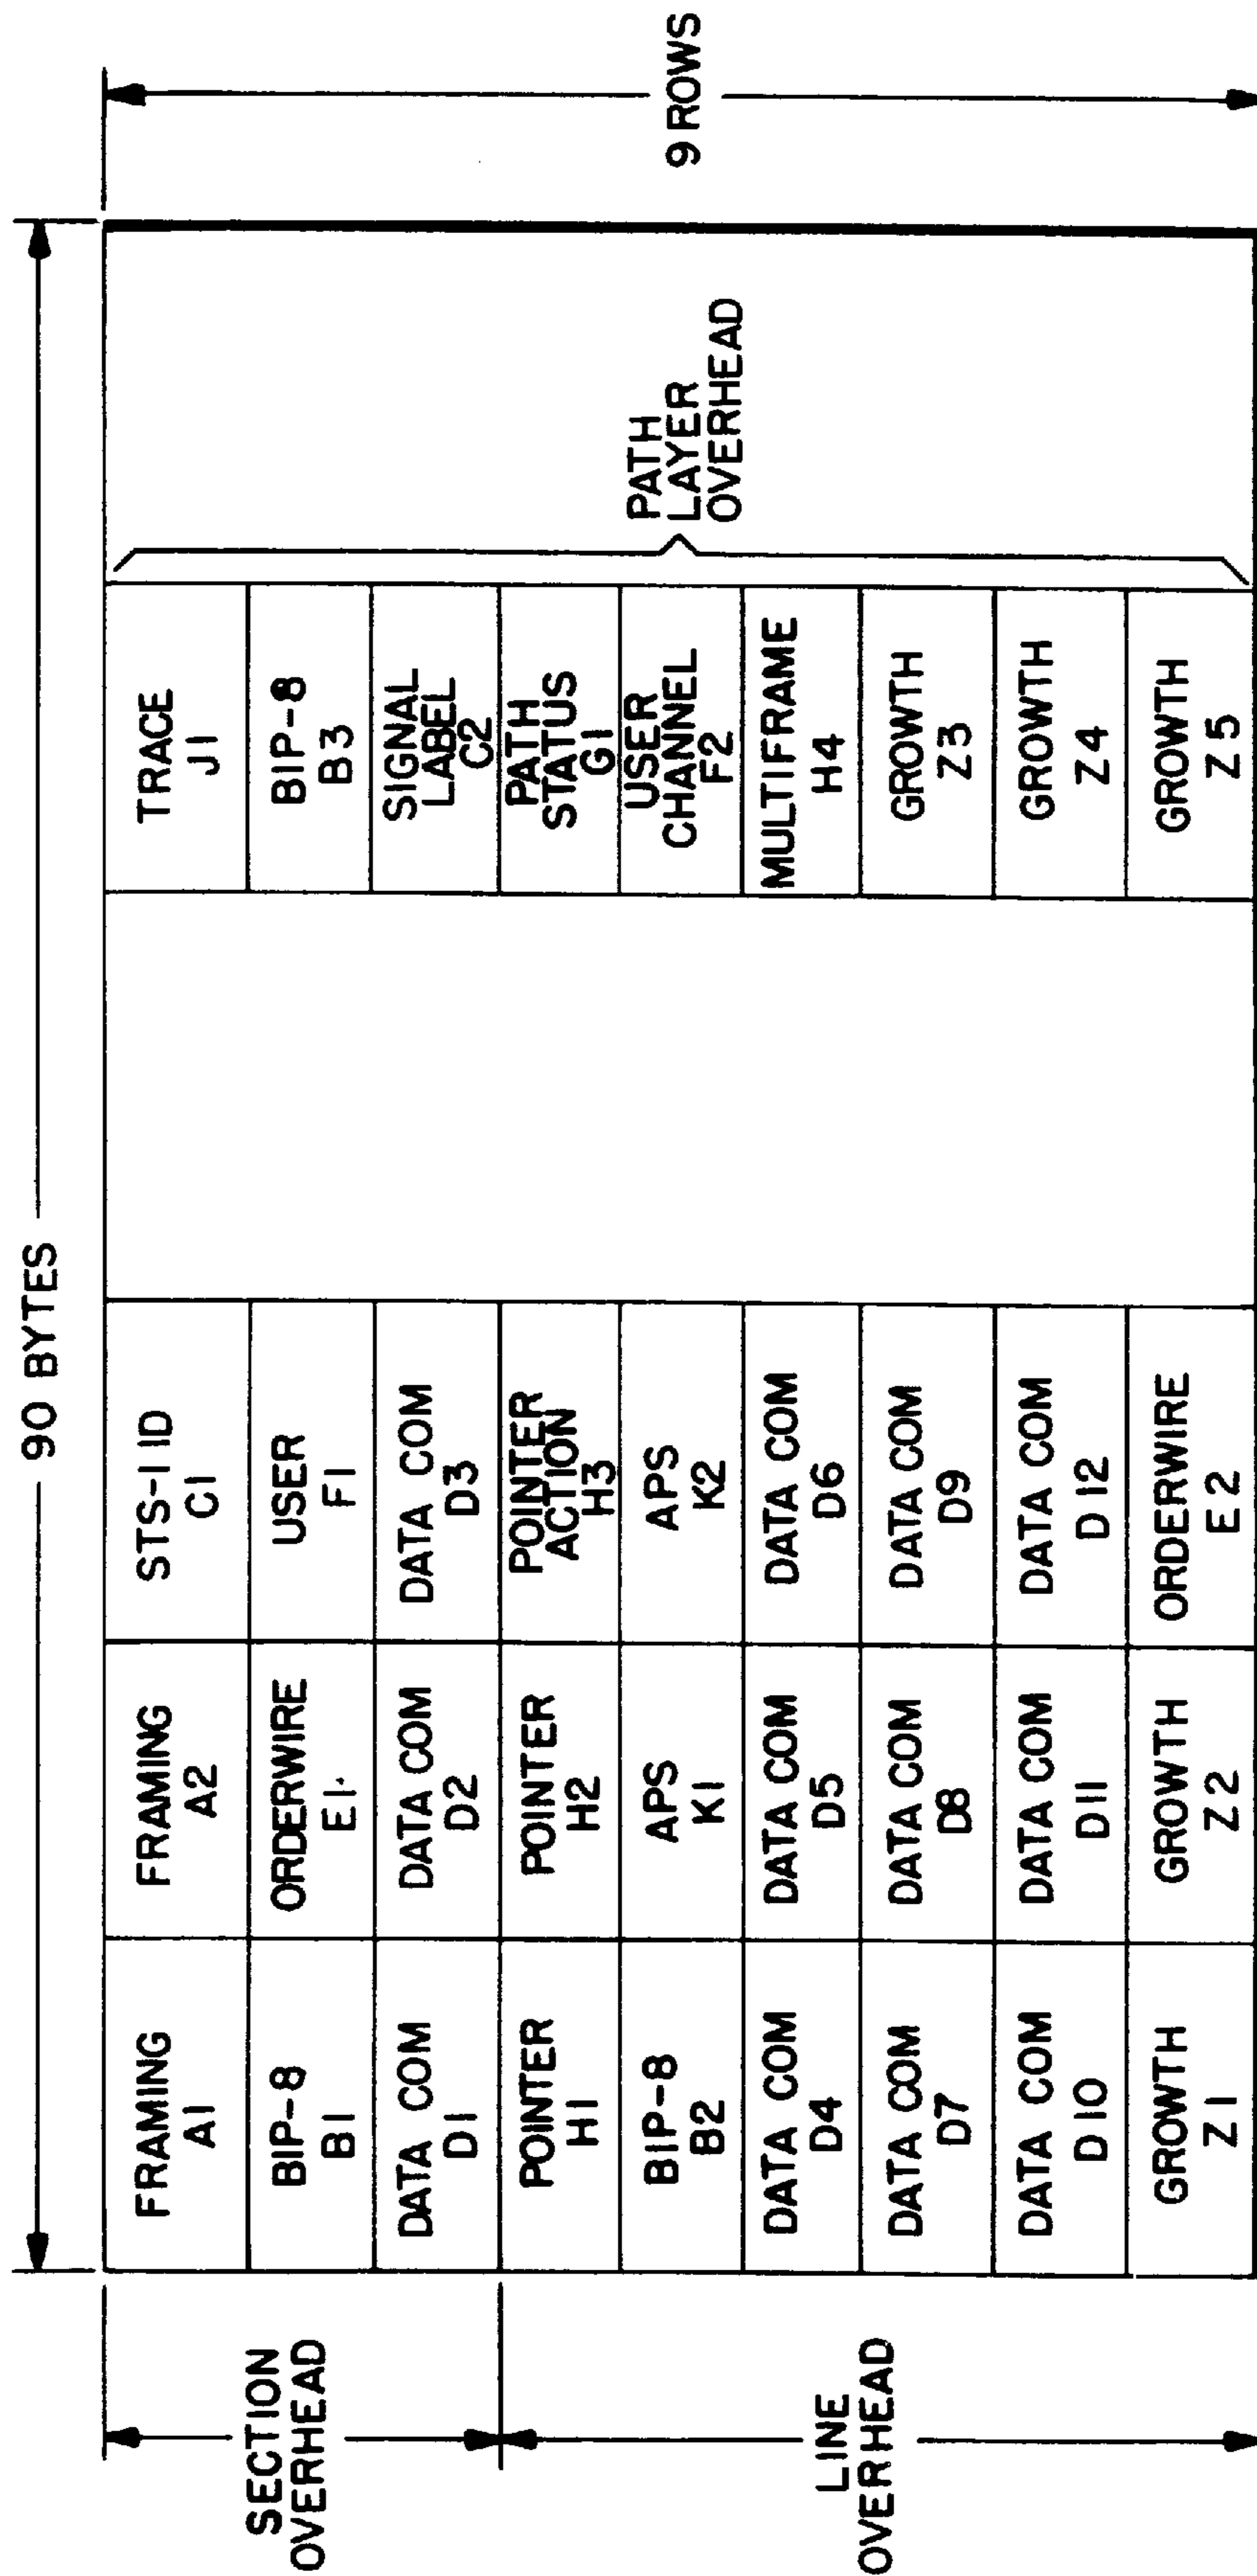 90 BYTES
SECTION
OVERHEAD
LINE
OVERHEAD
FRAMING
A1
FRAMING
A2
STS-1 ID
C1
TRACE
J1
BIP-8
B1
ORDERWIRE
E1
USER
F1
BIP-8
B3
DATA COM
D1
DATA COM
D2
DATA COM
D3
SIGNAL
LABEL
C2
POINTER
H1
POINTER
H2
POINTER
ACTION
H3
PATH
STATUS
G1
BIP-8
B2
APS
K1
APS
K2
USER
CHANNEL
F2
DATA COM
D4
DATA COM
D5
DATA COM
D6
MULTIFRAME
H4
DATA COM
D7
DATA COM
D8
DATA COM
D9
GROWTH
Z3
DATA COM
D10
DATA COM
D11
DATA COM
D12
GROWTH
Z4
GROWTH
Z1
GROWTH
Z2
ORDERWIRE
E2
GROWTH
Z5
PATH
LAYER
OVERHEAD
9 ROWS